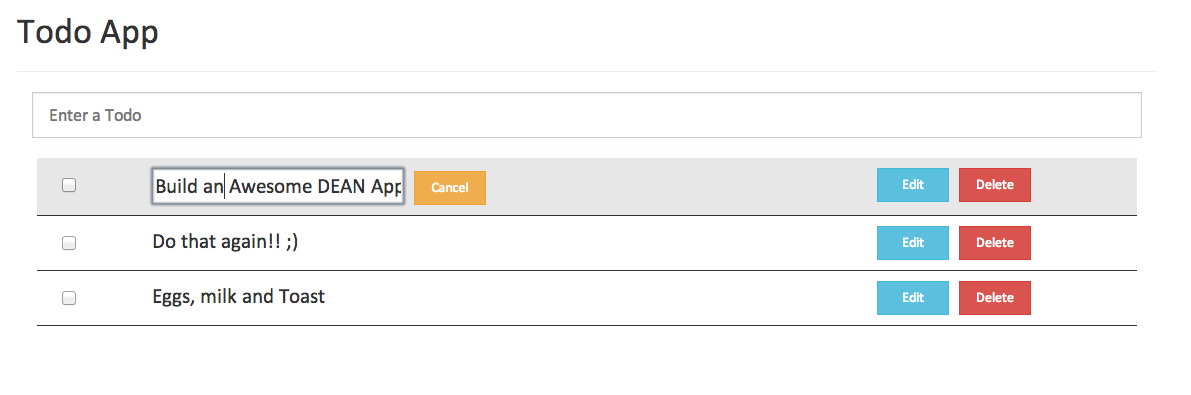 Todo App
Enter a Todo
Build an Awesome DEAN App Cancel Edit Delete
Do that again!! ;) Edit Delete
Eggs, milk and Toast Edit Delete